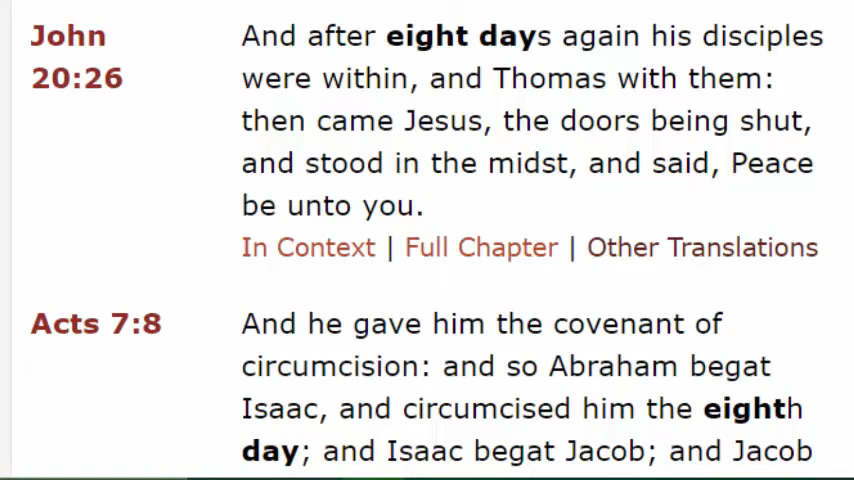 John 20:26
And after eight days again his disciples
were within, and Thomas with them:
then came Jesus, the doors being shut,
and stood in the midst, and said, Peace
be unto you.
In Context | Full Chapter | Other Translations
Acts 7:8
And he gave him the covenant of
circumcision: and so Abraham begat
Isaac, and circumcised him the eighth
day; and Isaac begat Jacob; and Jacob